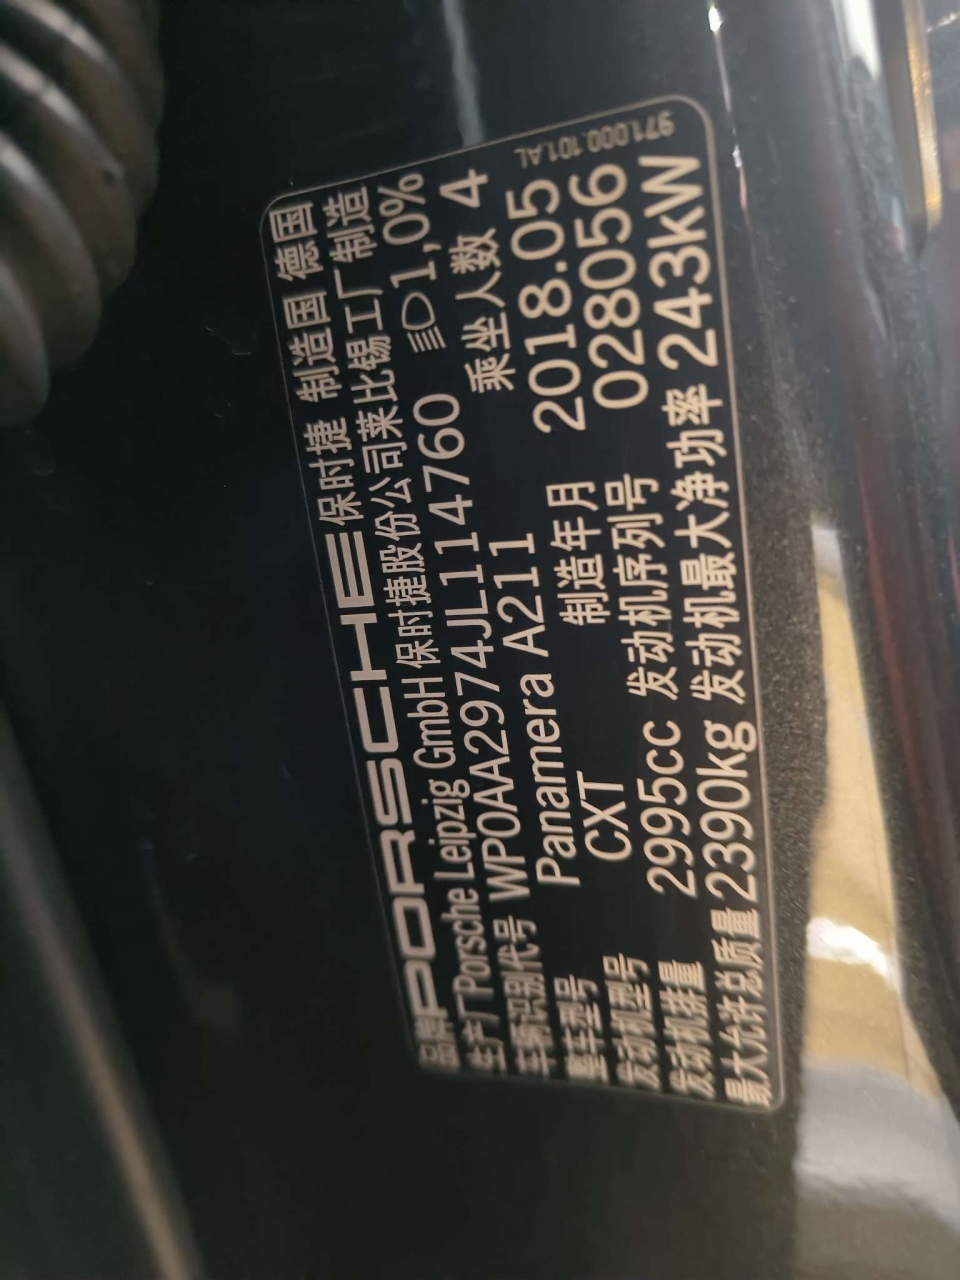 品牌 PORSCHE 保时捷 制造国 德国
生产厂 Porsche Leipzig GmbH 保时捷股份公司莱比锡工厂制造
车辆识别代号 WP0AA2974JL114760 1,0%
整车型号 Panamera A211 乘坐人数 4
发动机型号 CXT 制造年月 2018.05
发动机排量 2995cc 发动机序列号 028056
最大允许总质量 2390kg 发动机最大净功率 243kW
971.000.101.AL